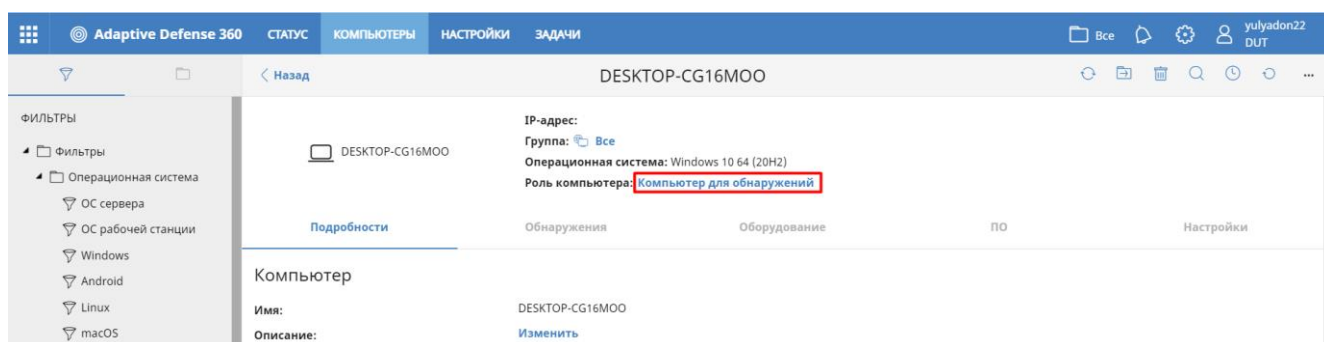 Adaptive Defense 360 СТАТУС КОМПЬЮТЕРЫ НАСТРОЙКИ ЗАДАЧИ Все yulyadon22
DUT
Назад DESKTOP-CG16MOO
ФИЛЬТРЫ
Фильтры
Операционная система
ОС сервера
ОС рабочей станции
Windows
Android
Linux
macOS
DESKTOP-CG16MOO
IP-адрес:
Группа: Все
Операционная система: Windows 10 64 (20H2)
Роль компьютера: Компьютер для обнаружений
Подробности Обнаружения Оборудование ПО Настройки
Компьютер
Имя: DESKTOP-CG16MOO
Описание: Изменить